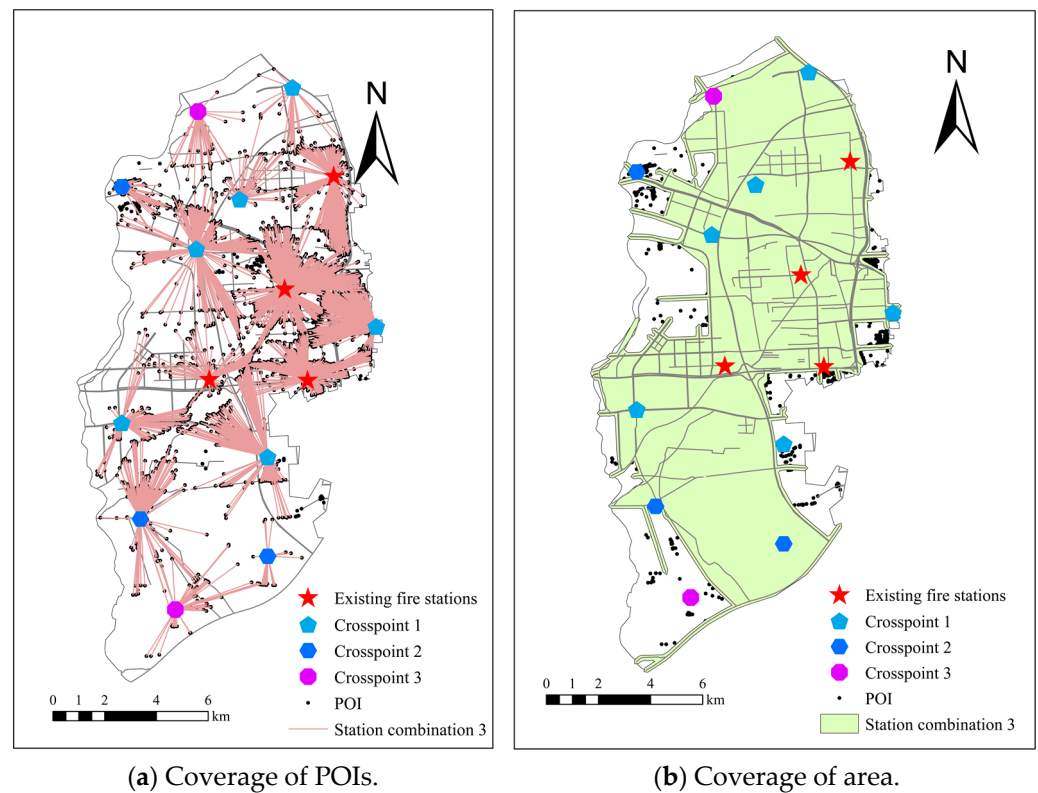 N
Existing fire stations
Crosspoint 1
Crosspoint 2
Crosspoint 3
POI
Station combination 3
0 1 2 4 6
km
(a) Coverage of POIs.
N
Existing fire stations
Crosspoint 1
Crosspoint 2
Crosspoint 3
POI
Station combination 3
0 1 2 4 6
km
(b) Coverage of area.